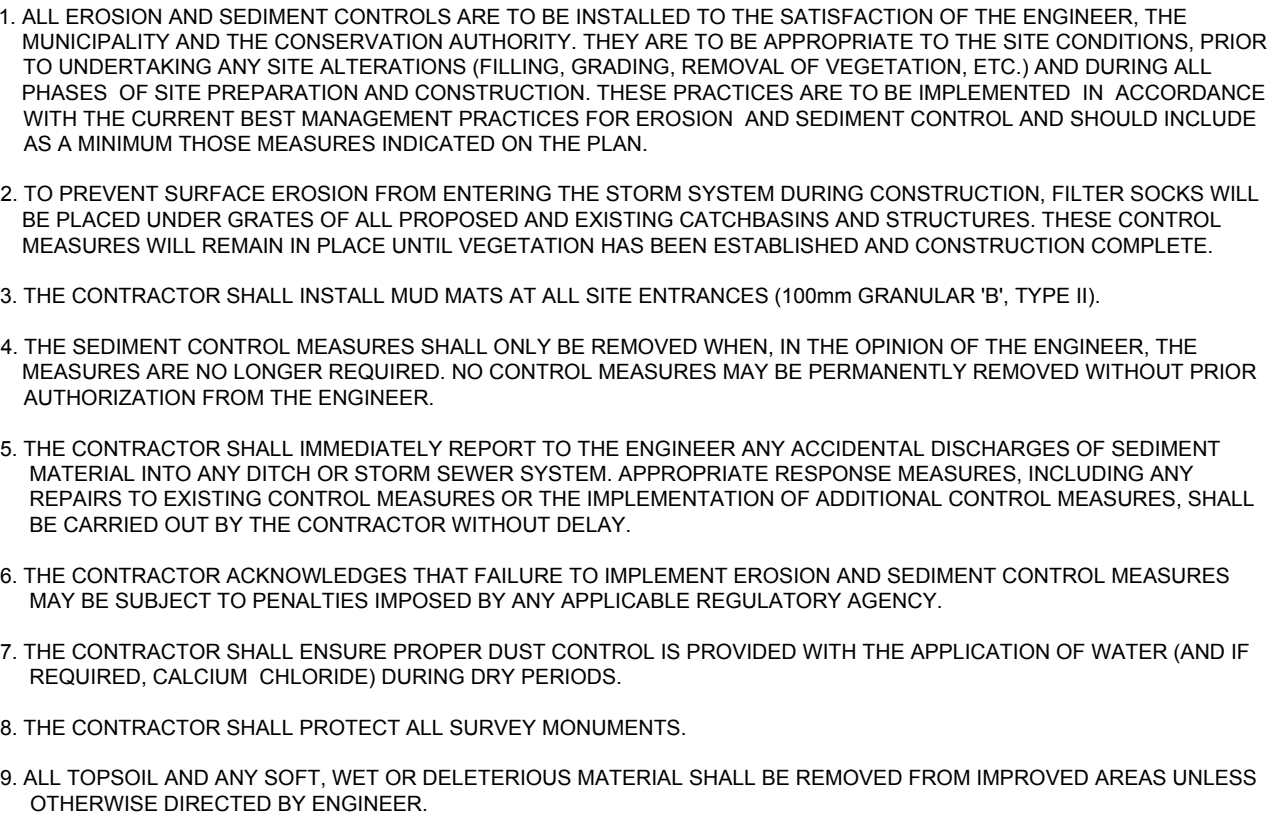 1. ALL EROSION AND SEDIMENT CONTROLS ARE TO BE INSTALLED TO THE SATISFACTION OF THE ENGINEER, THE
MUNICIPALITY AND THE CONSERVATION AUTHORITY. THEY ARE TO BE APPROPRIATE TO THE SITE CONDITIONS, PRIOR
TO UNDERTAKING ANY SITE ALTERATIONS (FILLING, GRADING, REMOVAL OF VEGETATION, ETC.) AND DURING ALL
PHASES OF SITE PREPARATION AND CONSTRUCTION. THESE PRACTICES ARE TO BE IMPLEMENTED IN ACCORDANCE
WITH THE CURRENT BEST MANAGEMENT PRACTICES FOR EROSION AND SEDIMENT CONTROL AND SHOULD INCLUDE
AS A MINIMUM THOSE MEASURES INDICATED ON THE PLAN.
2. TO PREVENT SURFACE EROSION FROM ENTERING THE STORM SYSTEM DURING CONSTRUCTION, FILTER SOCKS WILL
BE PLACED UNDER GRATES OF ALL PROPOSED AND EXISTING CATCHBASINS AND STRUCTURES. THESE CONTROL
MEASURES WILL REMAIN IN PLACE UNTIL VEGETATION HAS BEEN ESTABLISHED AND CONSTRUCTION COMPLETE.
3. THE CONTRACTOR SHALL INSTALL MUD MATS AT ALL SITE ENTRANCES (100mm GRANULAR 'B', TYPE II).
4. THE SEDIMENT CONTROL MEASURES SHALL ONLY BE REMOVED WHEN, IN THE OPINION OF THE ENGINEER, THE
MEASURES ARE NO LONGER REQUIRED. NO CONTROL MEASURES MAY BE PERMANENTLY REMOVED WITHOUT PRIOR
AUTHORIZATION FROM THE ENGINEER.
5. THE CONTRACTOR SHALL IMMEDIATELY REPORT TO THE ENGINEER ANY ACCIDENTAL DISCHARGES OF SEDIMENT
MATERIAL INTO ANY DITCH OR STORM SEWER SYSTEM. APPROPRIATE RESPONSE MEASURES, INCLUDING ANY
REPAIRS TO EXISTING CONTROL MEASURES OR THE IMPLEMENTATION OF ADDITIONAL CONTROL MEASURES, SHALL
BE CARRIED OUT BY THE CONTRACTOR WITHOUT DELAY.
6. THE CONTRACTOR ACKNOWLEDGES THAT FAILURE TO IMPLEMENT EROSION AND SEDIMENT CONTROL MEASURES
MAY BE SUBJECT TO PENALTIES IMPOSED BY ANY APPLICABLE REGULATORY AGENCY.
7. THE CONTRACTOR SHALL ENSURE PROPER DUST CONTROL IS PROVIDED WITH THE APPLICATION OF WATER (AND IF
REQUIRED, CALCIUM CHLORIDE) DURING DRY PERIODS.
8. THE CONTRACTOR SHALL PROTECT ALL SURVEY MONUMENTS.
9. ALL TOPSOIL AND ANY SOFT, WET OR DELETERIOUS MATERIAL SHALL BE REMOVED FROM IMPROVED AREAS UNLESS
OTHERWISE DIRECTED BY ENGINEER.